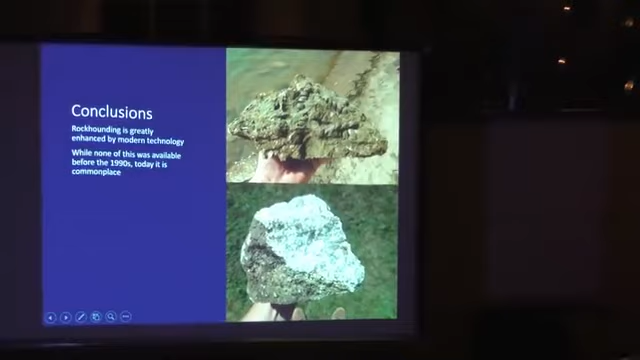 Conclusions
Rockhounding is greatly
enhanced by modern technology
While none of this was available
before the 1990s, today it is
commonplace